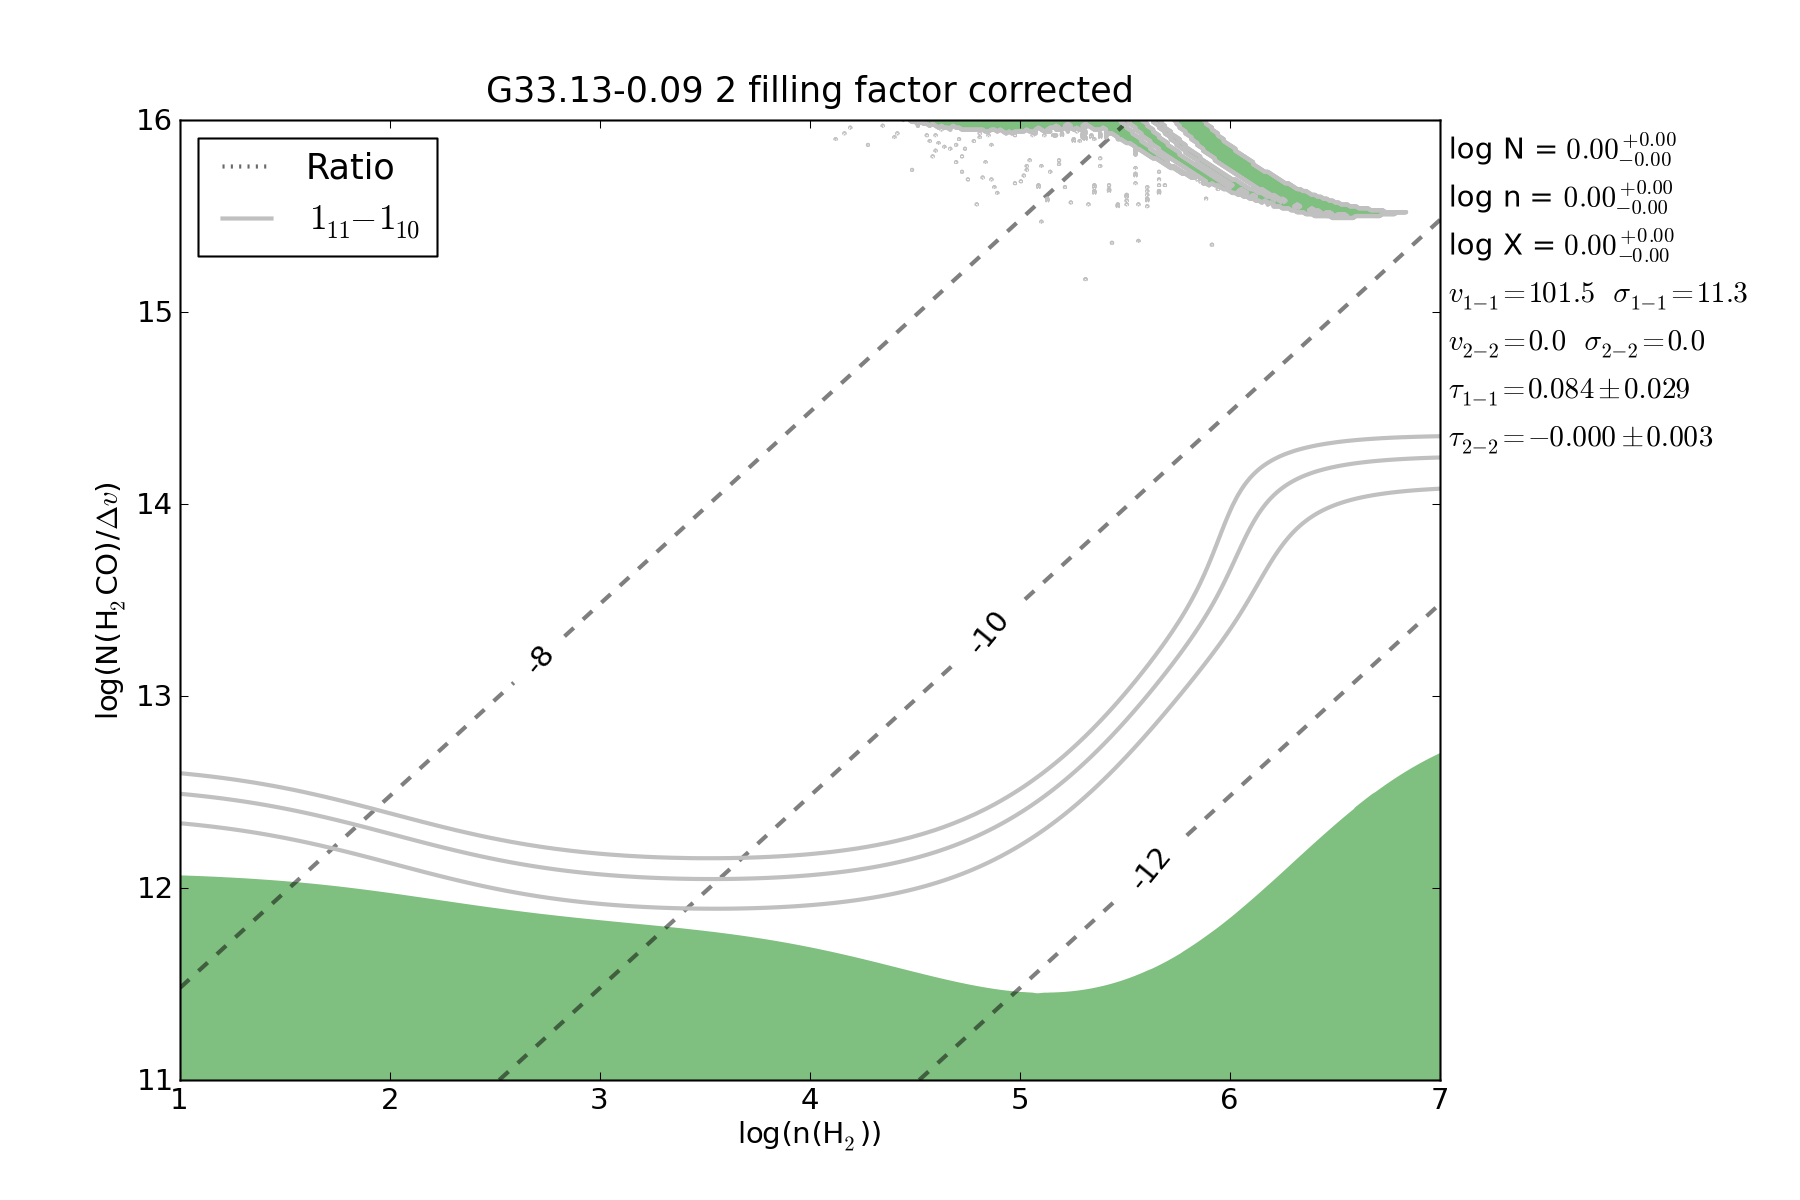 G33.13-0.09 2 filling factor corrected
Ratio
1₁₁−1₁₀
log N = 0.00 +0.00 −0.00
log n = 0.00 +0.00 −0.00
log X = 0.00 +0.00 −0.00
v₁₋₁=101.5 σ₁₋₁=11.3
v₂₋₂=0.0 σ₂₋₂=0.0
τ₁₋₁=0.084±0.029
τ₂₋₂=−0.000±0.003
16
15
14
13
12
11
log(N(H₂CO)/Δv)
-8
-10
-12
1 2 3 4 5 6 7
log(n(H₂))